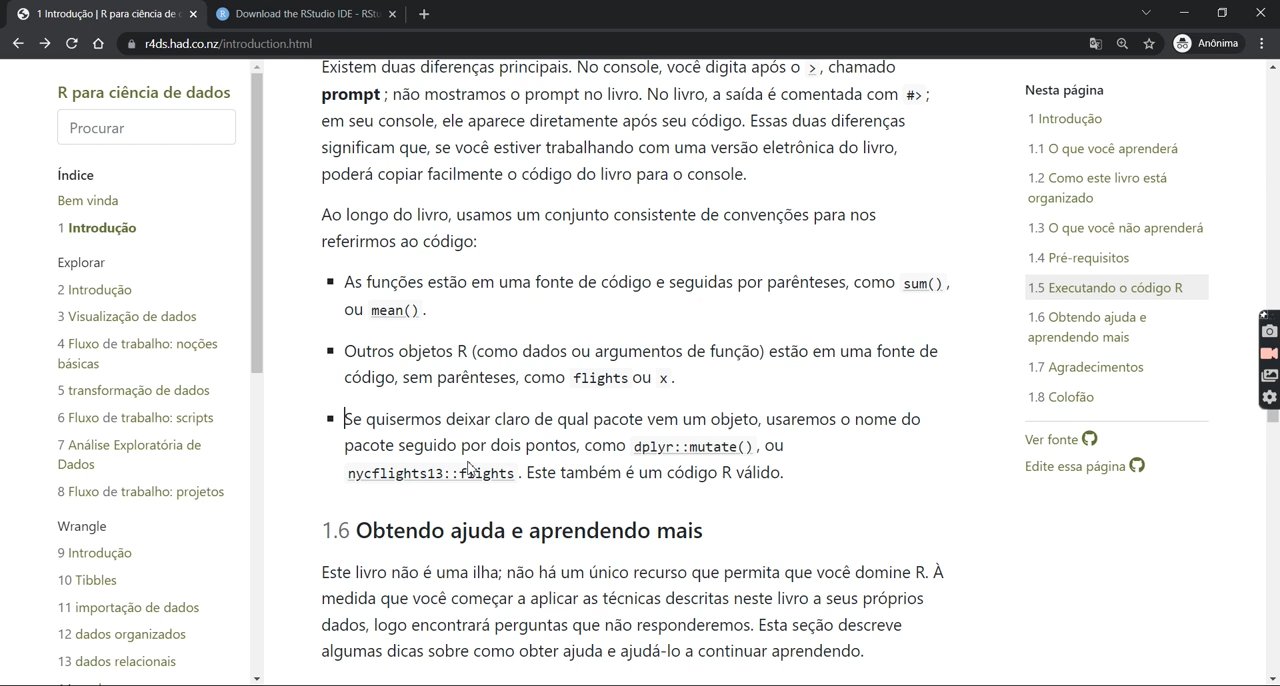 1 Introdução | R para ciência de d
Download the RStudio IDE - RStu
r4ds.had.co.nz/introduction.html
Anônima
R para ciência de dados
Procurar
Índice
Bem vinda
1 Introdução
Explorar
2 Introdução
3 Visualização de dados
4 Fluxo de trabalho: noções
básicas
5 transformação de dados
6 Fluxo de trabalho: scripts
7 Análise Exploratória de
Dados
8 Fluxo de trabalho: projetos
Wrangle
9 Introdução
10 Tibbles
11 importação de dados
12 dados organizados
13 dados relacionais
Existem duas diferenças principais. No console, você digita após o >, chamado
prompt ; não mostramos o prompt no livro. No livro, a saída é comentada com #>;
em seu console, ele aparece diretamente após seu código. Essas duas diferenças
significam que, se você estiver trabalhando com uma versão eletrônica do livro,
poderá copiar facilmente o código do livro para o console.
Ao longo do livro, usamos um conjunto consistente de convenções para nos
referirmos ao código:
▪ As funções estão em uma fonte de código e seguidas por parênteses, como sum(),
ou mean().
▪ Outros objetos R (como dados ou argumentos de função) estão em uma fonte de
código, sem parênteses, como flights ou x.
▪ Se quisermos deixar claro de qual pacote vem um objeto, usaremos o nome do
pacote seguido por dois pontos, como dplyr::mutate(), ou
nycflights13::flights. Este também é um código R válido.
1.6 Obtendo ajuda e aprendendo mais
Este livro não é uma ilha; não há um único recurso que permita que você domine R. À
medida que você começar a aplicar as técnicas descritas neste livro a seus próprios
dados, logo encontrará perguntas que não responderemos. Esta seção descreve
algumas dicas sobre como obter ajuda e ajudá-lo a continuar aprendendo.
Nesta página
1 Introdução
1.1 O que você aprenderá
1.2 Como este livro está
organizado
1.3 O que você não aprenderá
1.4 Pré-requisitos
1.5 Executando o código R
1.6 Obtendo ajuda e
aprendendo mais
1.7 Agradecimentos
1.8 Colofão
Ver fonte
Edite essa página